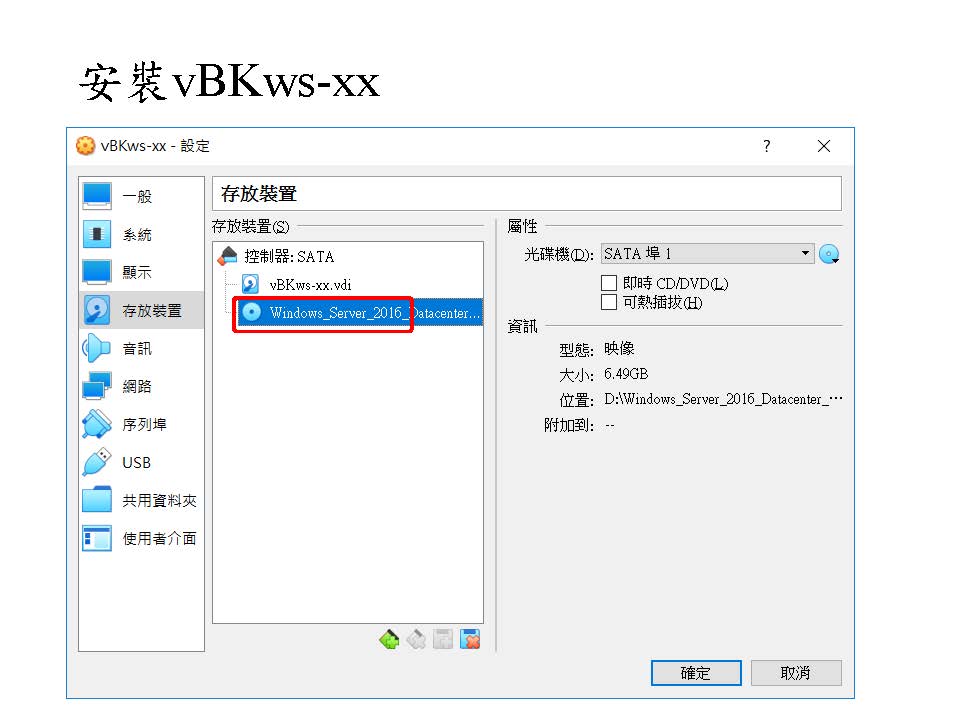 安裝vBKws-xx
vBKws-xx - 設定
?
一般
系統
顯示
存放裝置
音訊
網路
序列埠
USB
共用資料夾
使用者介面
存放裝置
存放裝置(S)
控制器: SATA
vBKws-xx.vdi
Windows_Server_2016_Datacenter...
屬性
光碟機(D): SATA 埠 1
即時 CD/DVD(L)
可熱插拔(H)
資訊
型態: 映像
大小: 6.49GB
位置: D:\Windows_Server_2016_Datacenter_⋯
附加到: --
確定
取消